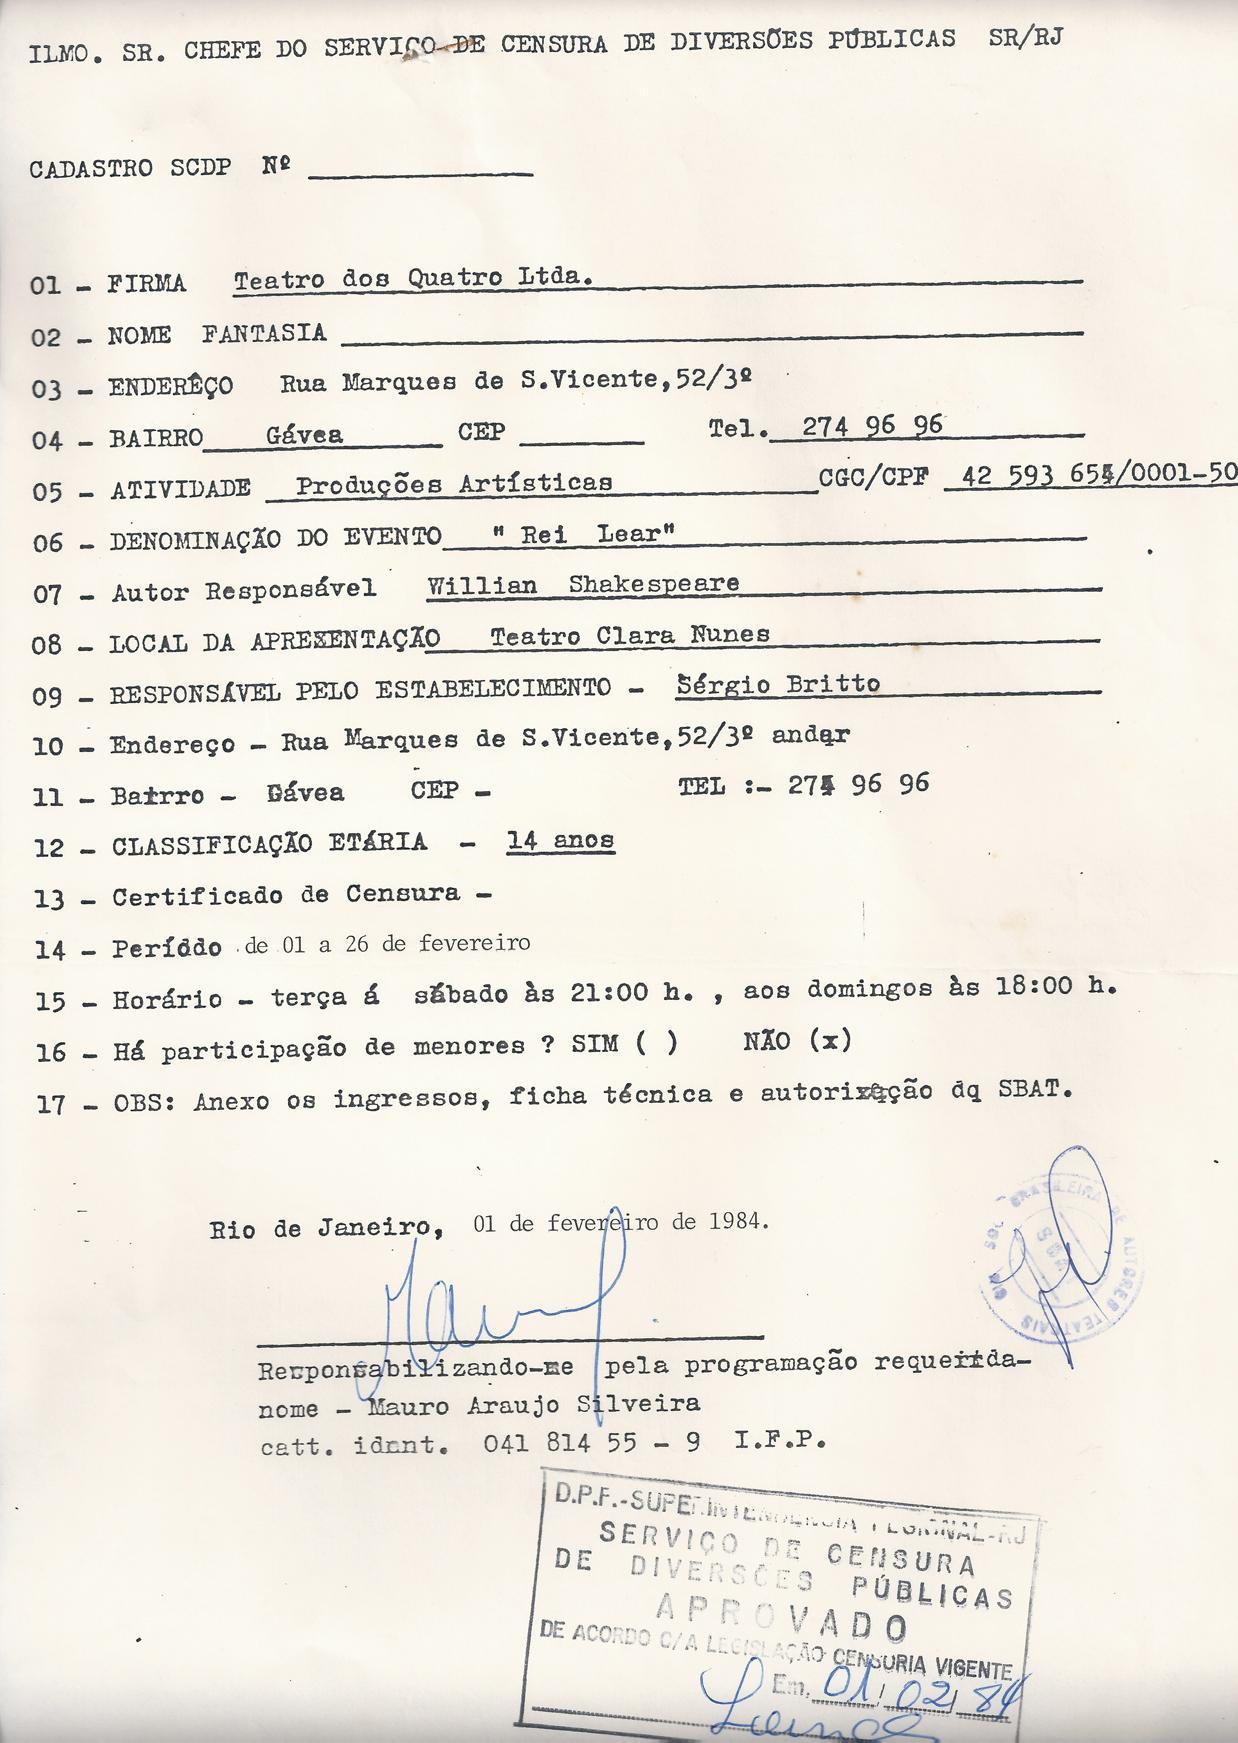 ILMO. SR. CHEFE DO SERVIÇO DE CENSURA DE DIVERSÕES PÚBLICAS SR/RJ
CADASTRO SCDP Nº
01 - FIRMA Teatro dos Quatro Ltda.
02 - NOME FANTASIA
03 - ENDERÊÇO Rua Marques de S.Vicente,52/3º
04 - BAIRRO Gávea CEP Tel. 274 96 96
05 - ATIVIDADE Produções Artísticas CGC/CPF 42 593 654/0001-50
06 - DENOMINAÇÃO DO EVENTO " Rei Lear"
07 - Autor Responsável Willian Shakespeare
08 - LOCAL DA APRESENTAÇÃO Teatro Clara Nunes
09 - RESPONSÁVEL PELO ESTABELECIMENTO - Sérgio Britto
10 - Endereço - Rua Marques de S.Vicente,52/3º andar
11 - Bairro - Gávea CEP - TEL :- 274 96 96
12 - CLASSIFICAÇÃO ETÁRIA - 14 anos
13 - Certificado de Censura -
14 - Períddo de 01 a 26 de fevereiro
15 - Horário - terça á sábado às 21:00 h. , aos domingos às 18:00 h.
16 - Há participação de menores ? SIM ( ) NÃO (x)
17 - OBS: Anexo os ingressos, ficha técnica e autorização dq SBAT.
BRASILEIRA DE AUTORES TEATRAIS
Rio de Janeiro, 01 de fevereiro de 1984.
Responsabilizando-me pela programação requerida-
nome - Mauro Araujo Silveira
catt. idnt. 041 814 55 - 9 I.F.P.
D.P.F.-SUPERINTENDÊNCIA REGIONAL-RJ
SERVIÇO DE CENSURA
DE DIVERSÕES PÚBLICAS
APROVADO
DE ACORDO C/A LEGISLAÇÃO CENSURIA VIGENTE
Em, 01/02/84